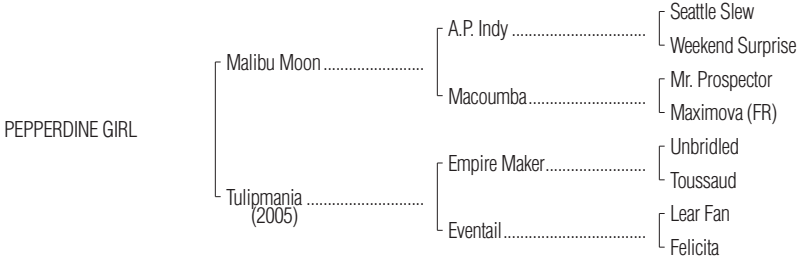 Seattle Slew
A.P. Indy ..............................
Weekend Surprise
Malibu Moon .......................
Mr. Prospector
Macoumba..........................
Maximova (FR)
PEPPERDINE GIRL
Unbridled
Empire Maker......................
Toussaud
Tulipmania ...........................
(2005)
Lear Fan
Eventail................................
Felicita